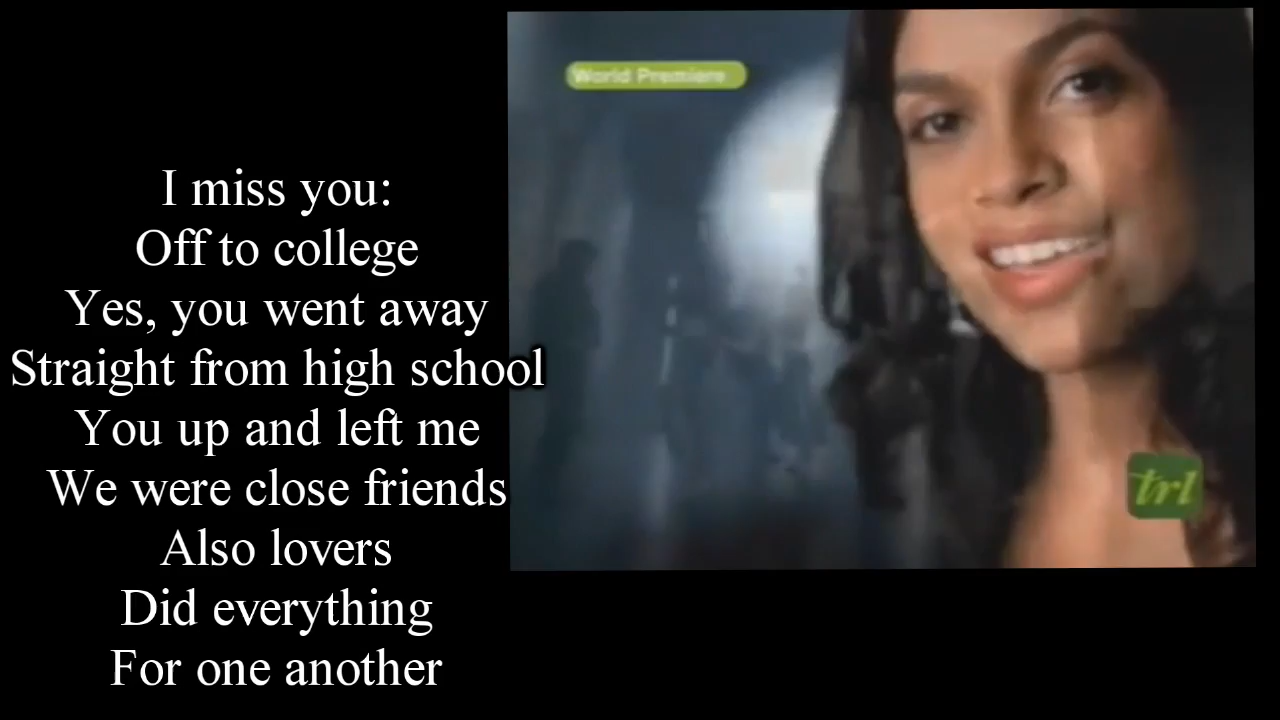 I miss you:
Off to college
Yes, you went away
Straight from high school
You up and left me
We were close friends
Also lovers
Did everything
For one another
World Premiere
trl